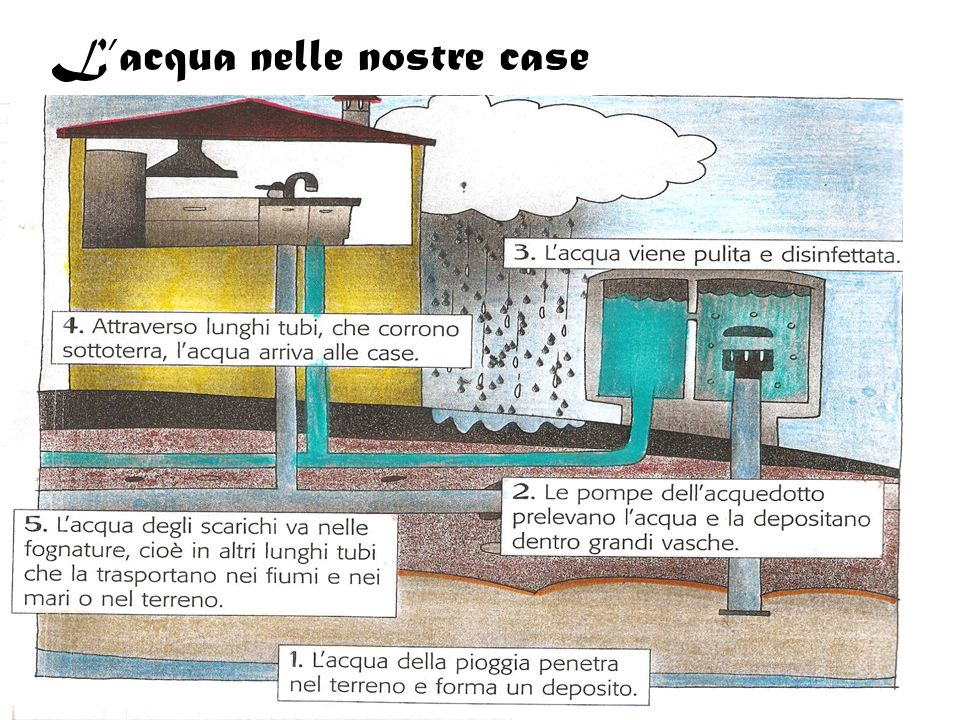 L'acqua nelle nostre case
3. L'acqua viene pulita e disinfettata.
4. Attraverso lunghi tubi, che corrono
sottoterra, l'acqua arriva alle case.
2. Le pompe dell'acquedotto
prelevano l'acqua e la depositano
dentro grandi vasche.
5. L'acqua degli scarichi va nelle
fognature, cioè in altri lunghi tubi
che la trasportano nei fiumi e nei
mari o nel terreno.
1. L'acqua della pioggia penetra
nel terreno e forma un deposito.